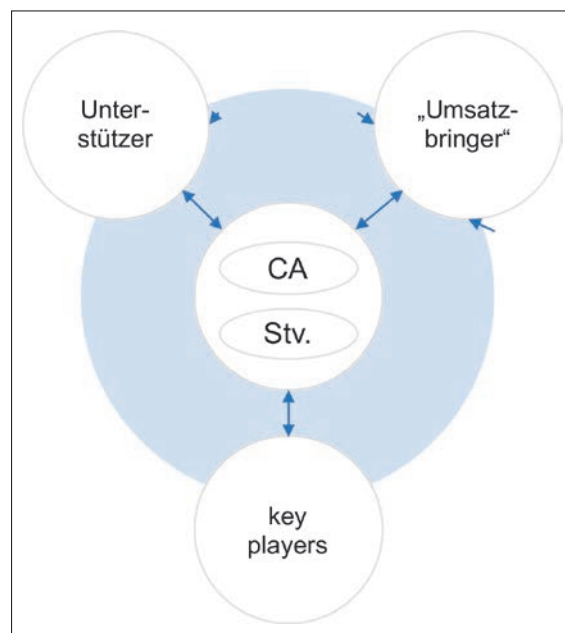 Unter-
stützer
„Umsatz-
bringer“
CA
Stv.
key
players